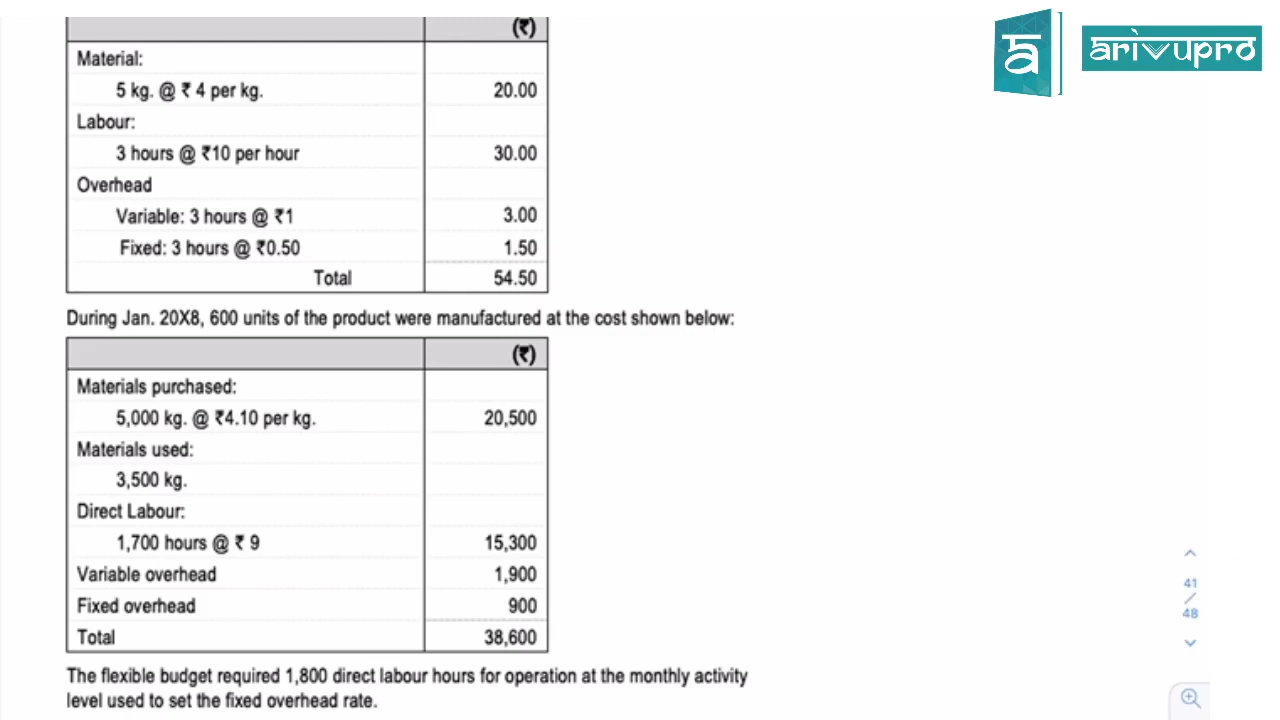 (₹)
Material:
5 kg. @ ₹ 4 per kg. 20.00
Labour:
3 hours @ ₹10 per hour 30.00
Overhead
Variable: 3 hours @ ₹1 3.00
Fixed: 3 hours @ ₹0.50 1.50
Total 54.50
During Jan. 20X8, 600 units of the product were manufactured at the cost shown below:
(₹)
Materials purchased:
5,000 kg. @ ₹4.10 per kg. 20,500
Materials used:
3,500 kg.
Direct Labour:
1,700 hours @ ₹ 9 15,300
Variable overhead 1,900
Fixed overhead 900
Total 38,600
The flexible budget required 1,800 direct labour hours for operation at the monthly activity
level used to set the fixed overhead rate.
arivupro
41
/
48